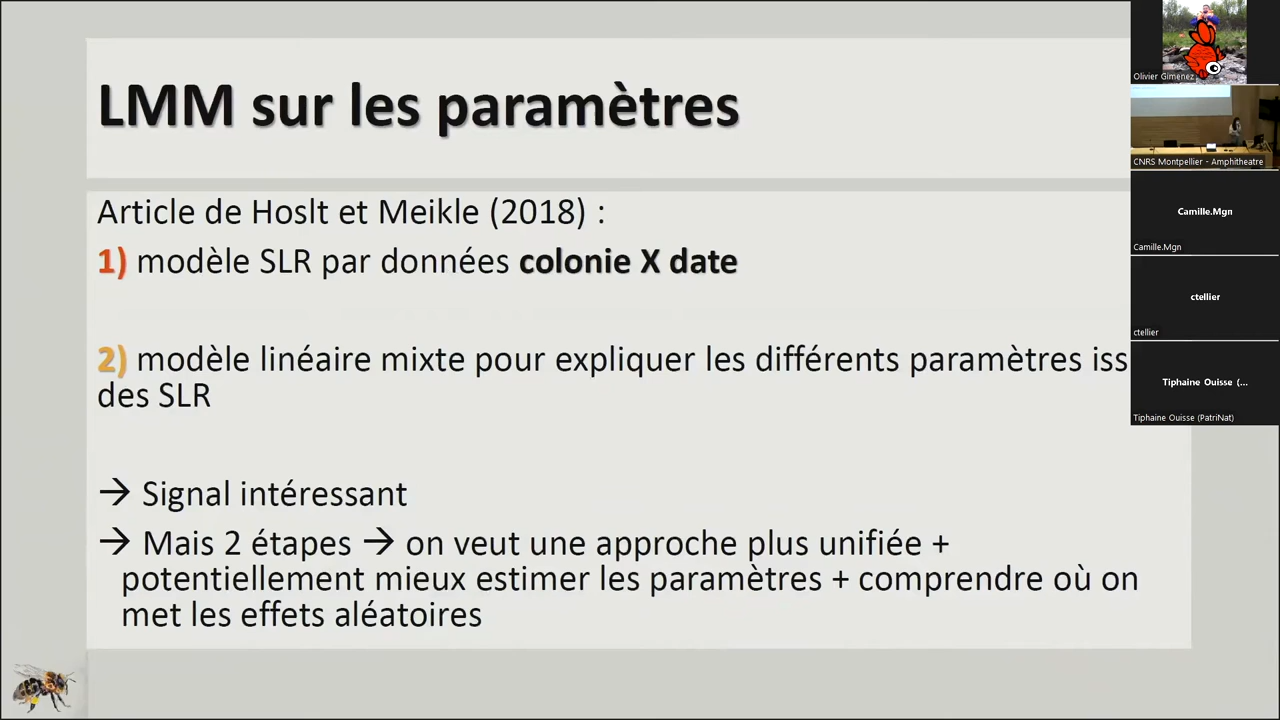 LMM sur les paramètres
Article de Hoslt et Meikle (2018) :
1) modèle SLR par données colonie X date
2) modèle linéaire mixte pour expliquer les différents paramètres iss
des SLR
→ Signal intéressant
→ Mais 2 étapes → on veut une approche plus unifiée +
potentiellement mieux estimer les paramètres + comprendre où on
met les effets aléatoires
Olivier Gimenez
CNRS Montpellier - Amphitheatre
Camille.Mgn
Camille.Mgn
ctellier
ctellier
Tiphaine Ouisse (...
Tiphaine Ouisse (PatriNat)